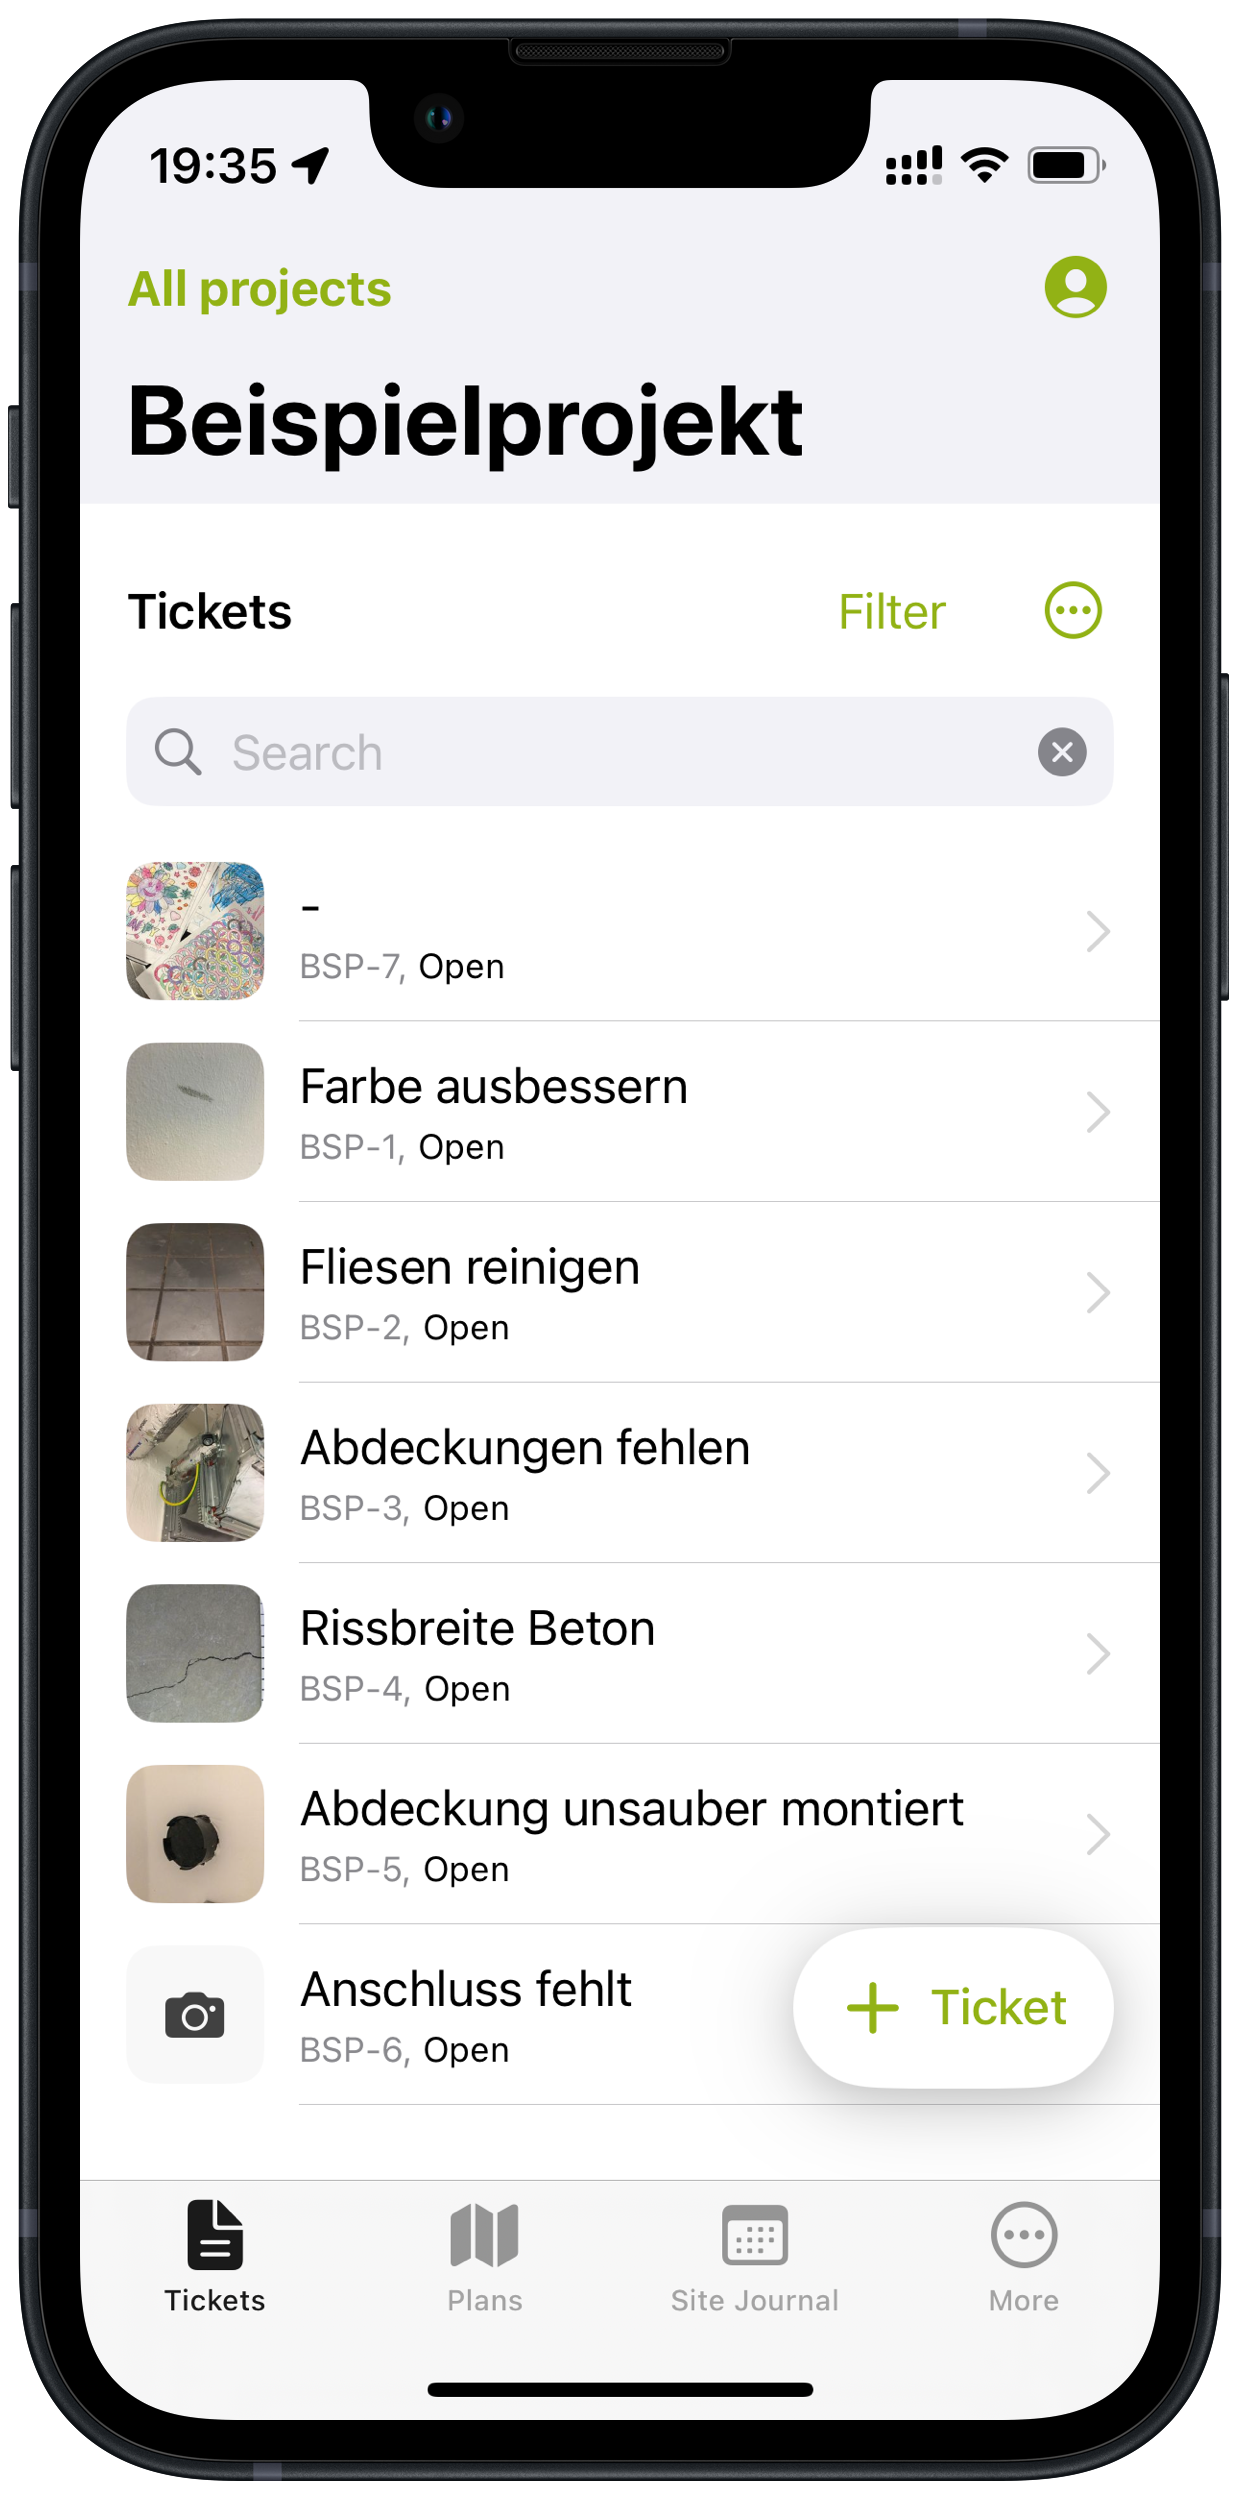 19:35
All projects
Beispielprojekt
Tickets
Filter
Search
-
BSP-7, Open
Farbe ausbessern
BSP-1, Open
Fliesen reinigen
BSP-2, Open
Abdeckungen fehlen
BSP-3, Open
Rissbreite Beton
BSP-4, Open
Abdeckung unsauber montiert
BSP-5, Open
Anschluss fehlt
BSP-6, Open
Ticket
Tickets
Plans
Site Journal
More